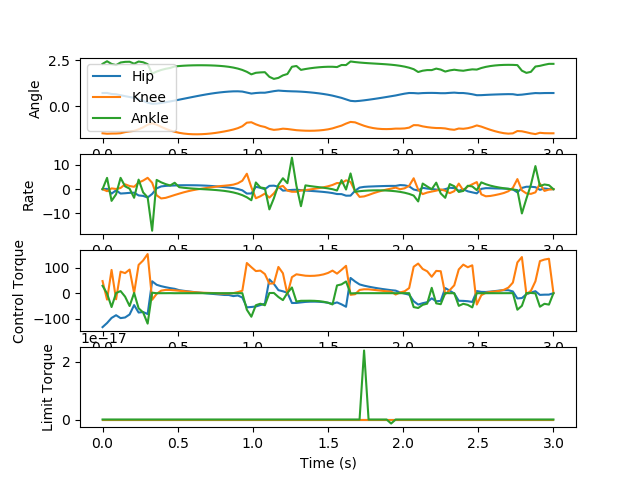 2.5
0.0
Angle
Hip
Knee
Ankle
10
0
−10
Rate
100
0
−100
Control Torque
1e−17
2
0
Limit Torque
0.0 0.5 1.0 1.5 2.0 2.5 3.0
Time (s)